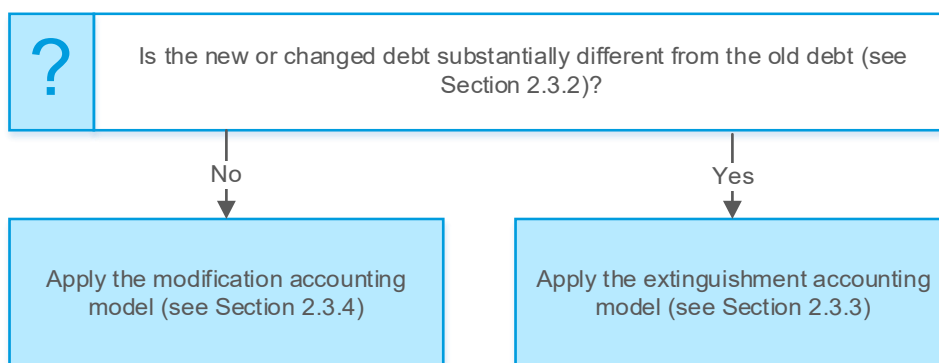 ?
Is the new or changed debt substantially different from the old debt (see
Section 2.3.2)?
No
Yes
Apply the modification accounting
model (see Section 2.3.4)
Apply the extinguishment accounting
model (see Section 2.3.3)